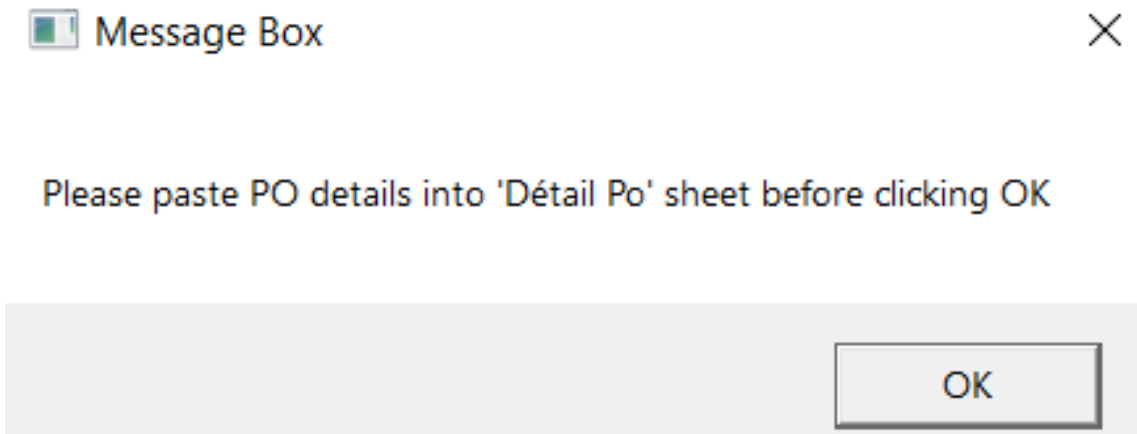 Message Box
Please paste PO details into 'Détail Po' sheet before clicking OK
OK